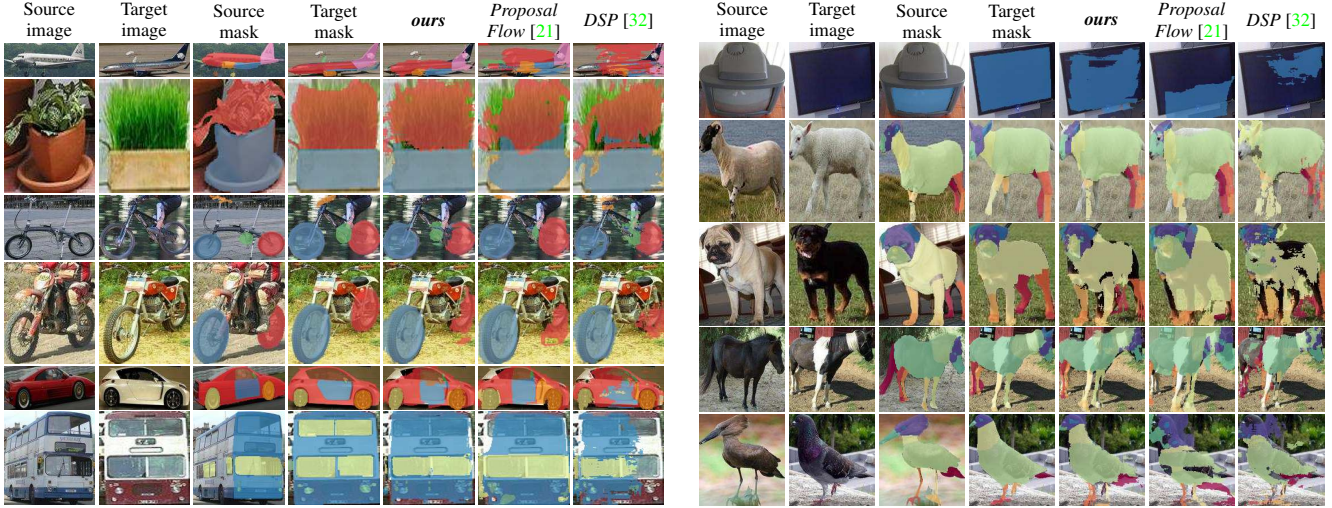 Source Target Source Target ours Proposal DSP [32]
image image mask mask Flow [21]
Source Target Source Target ours Proposal DSP [32]
image image mask mask Flow [21]